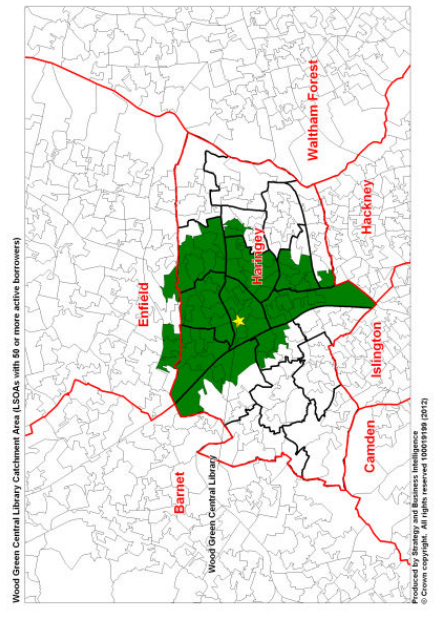 Wood Green Central Library Catchment Area (LSOAs with 50 or more active borrowers)
Enfield
Waltham Forest
Barnet
Haringey
Wood Green Central Library
Hackney
Islington
Camden
Produced by Strategy and Business Intelligence
© Crown copyright. All rights reserved 100019199 (2012)